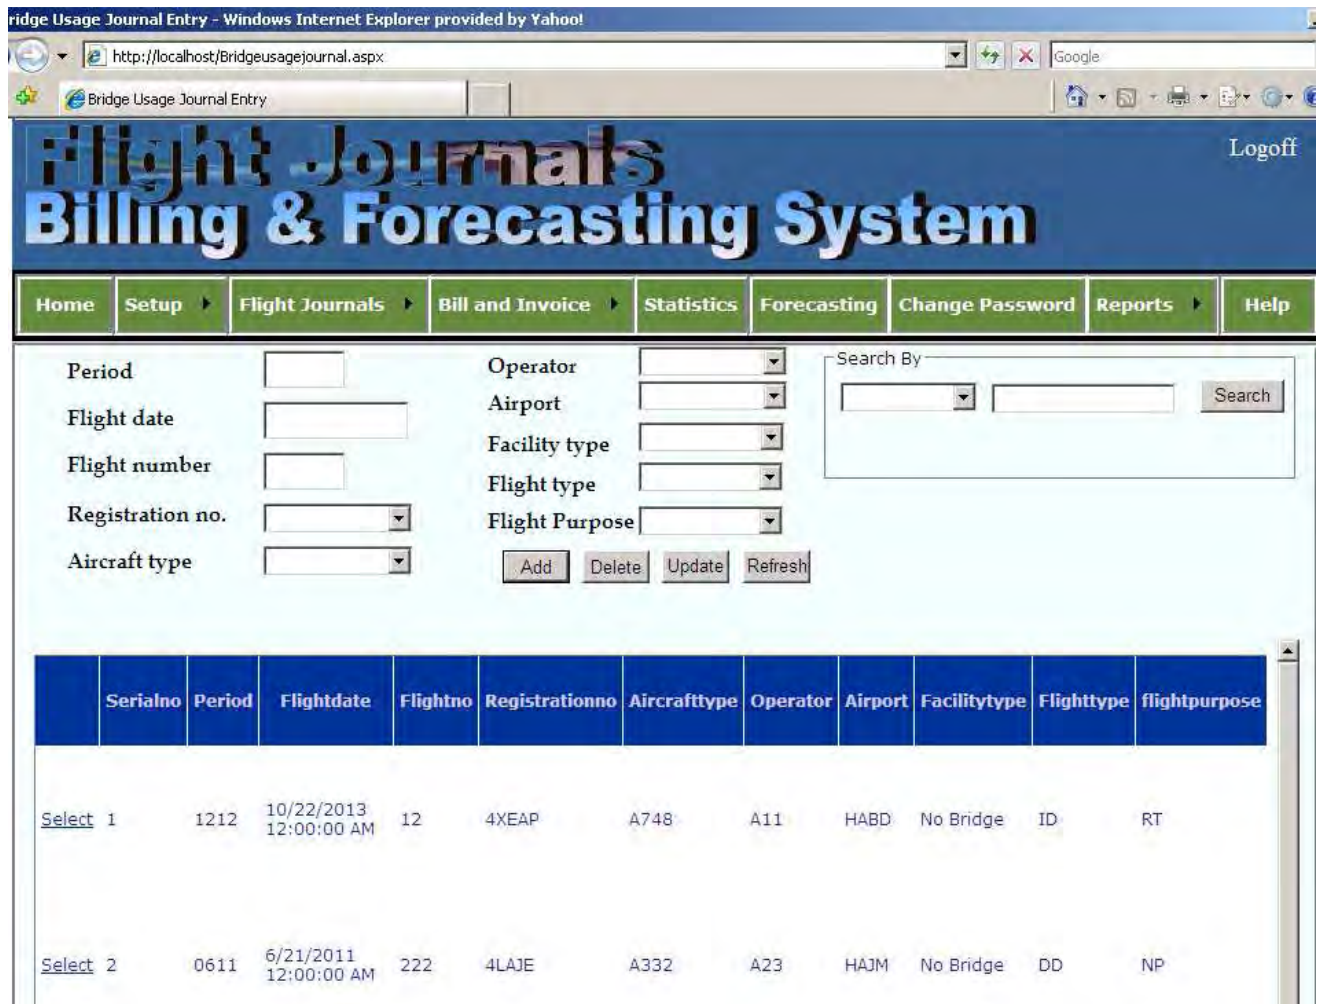 ridge Usage Journal Entry - Windows Internet Explorer provided by Yahoo!
http://localhost/Bridgeusagejournal.aspx
Google
Bridge Usage Journal Entry
Flight Journals
Logoff
Billing & Forecasting System
Home Setup Flight Journals Bill and Invoice Statistics Forecasting Change Password Reports Help
Period Operator Search By
Flight date Airport Search
Flight number Facility type
Registration no. Flight type
Aircraft type Flight Purpose
Add Delete Update Refresh
Serialno Period Flightdate Flightno Registrationno Aircrafttype Operator Airport Facilitytype Flighttype flightpurpose
Select 1 1212 10/22/2013 12:00:00 AM 12 4XEAP A748 A11 HABD No Bridge ID RT
Select 2 0611 6/21/2011 12:00:00 AM 222 4LAJE A332 A23 HAJM No Bridge DD NP